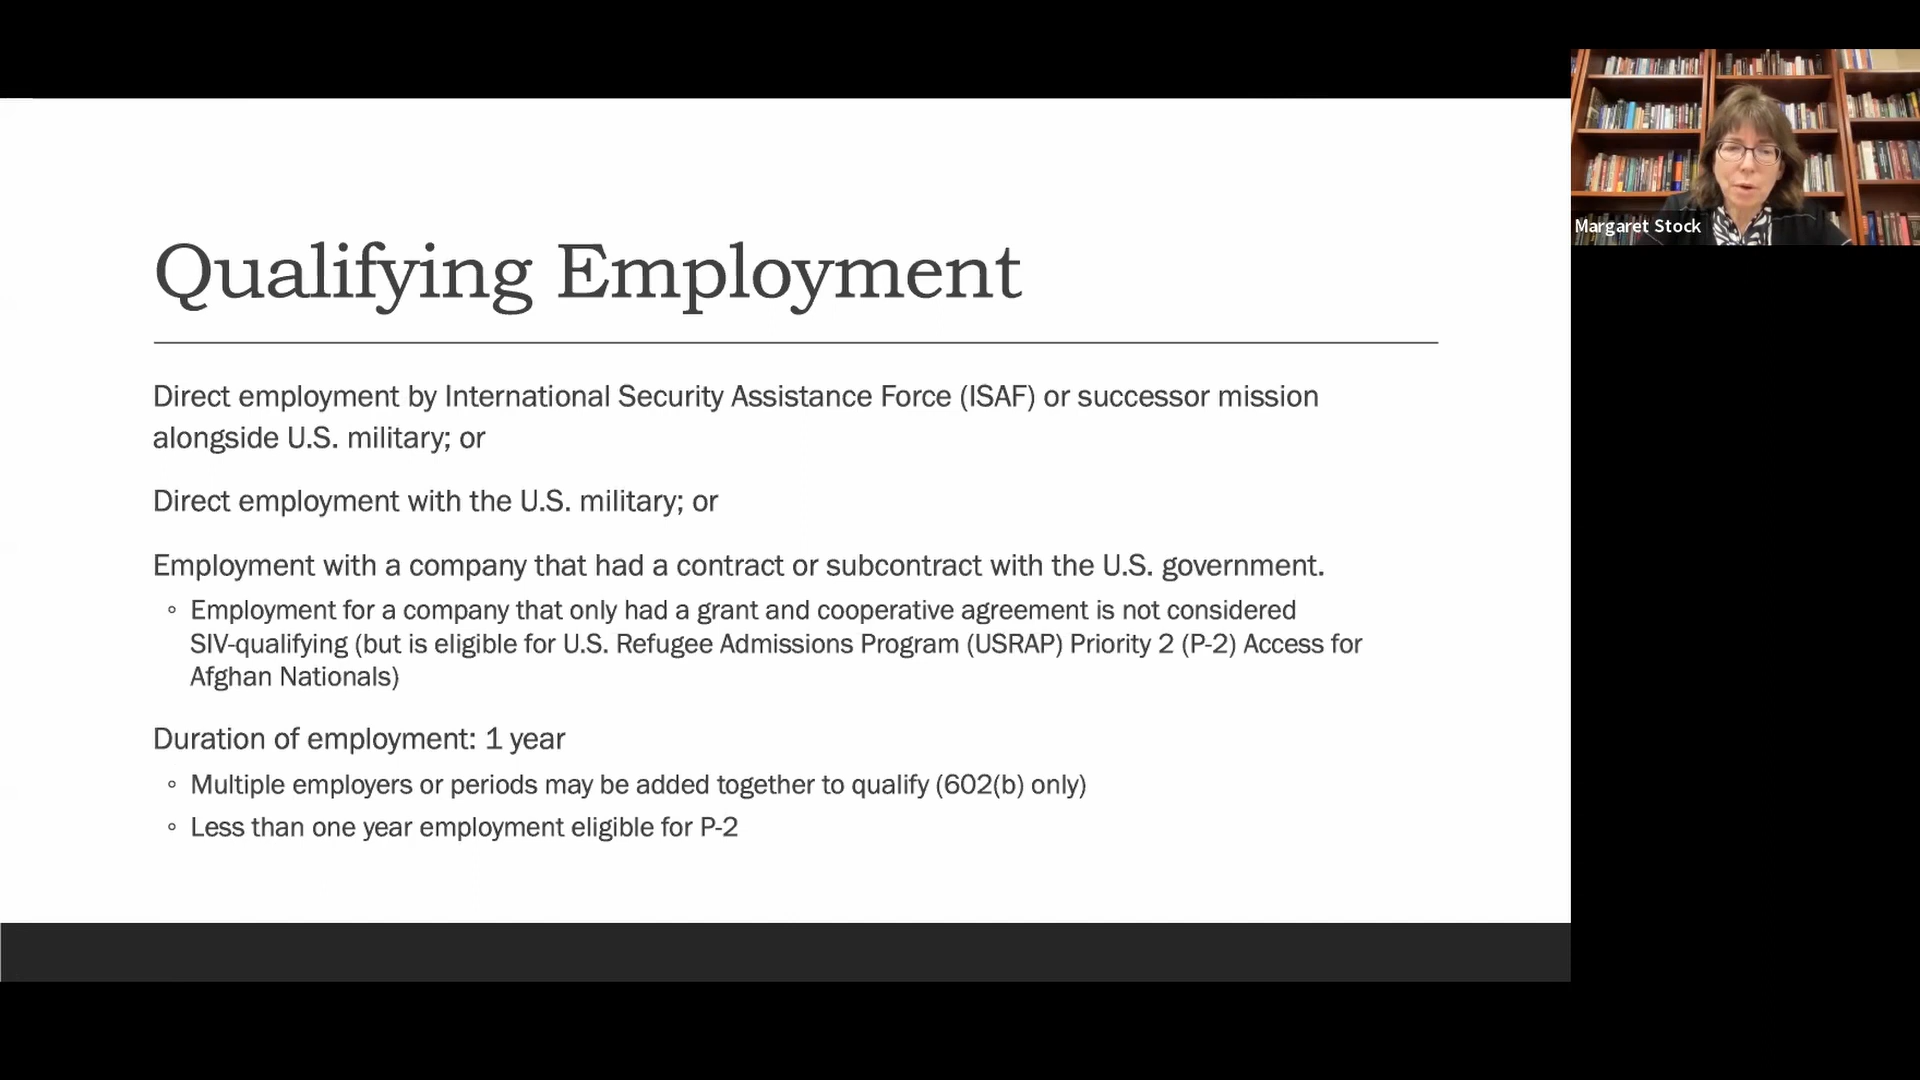 Qualifying Employment
Direct employment by International Security Assistance Force (ISAF) or successor mission
alongside U.S. military; or
Direct employment with the U.S. military; or
Employment with a company that had a contract or subcontract with the U.S. government.
◦ Employment for a company that only had a grant and cooperative agreement is not considered
SIV-qualifying (but is eligible for U.S. Refugee Admissions Program (USRAP) Priority 2 (P-2) Access for
Afghan Nationals)
Duration of employment: 1 year
◦ Multiple employers or periods may be added together to qualify (602(b) only)
◦ Less than one year employment eligible for P-2
Margaret Stock